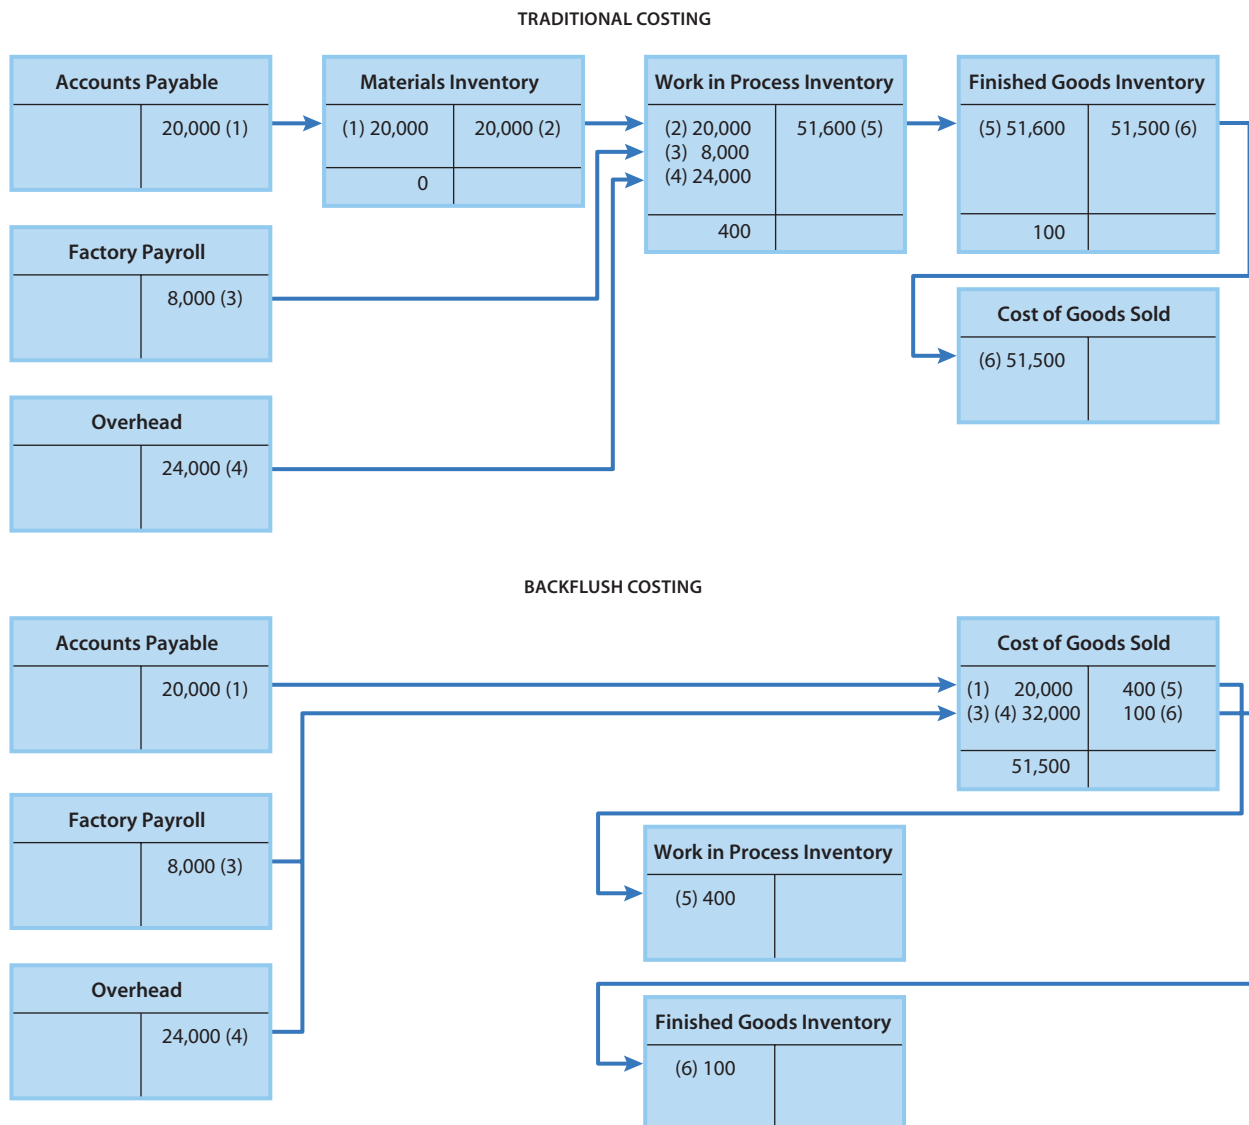 TRADITIONAL COSTING
Accounts Payable
20,000 (1)
Materials Inventory
(1) 20,000 20,000 (2)
0
Work in Process Inventory
(2) 20,000 51,600 (5)
(3) 8,000
(4) 24,000
400
Finished Goods Inventory
(5) 51,600 51,500 (6)
100
Factory Payroll
8,000 (3)
Cost of Goods Sold
(6) 51,500
Overhead
24,000 (4)
BACKFLUSH COSTING
Accounts Payable
20,000 (1)
Cost of Goods Sold
(1) 20,000 400 (5)
(3) (4) 32,000 100 (6)
51,500
Factory Payroll
8,000 (3)
Work in Process Inventory
(5) 400
Overhead
24,000 (4)
Finished Goods Inventory
(6) 100